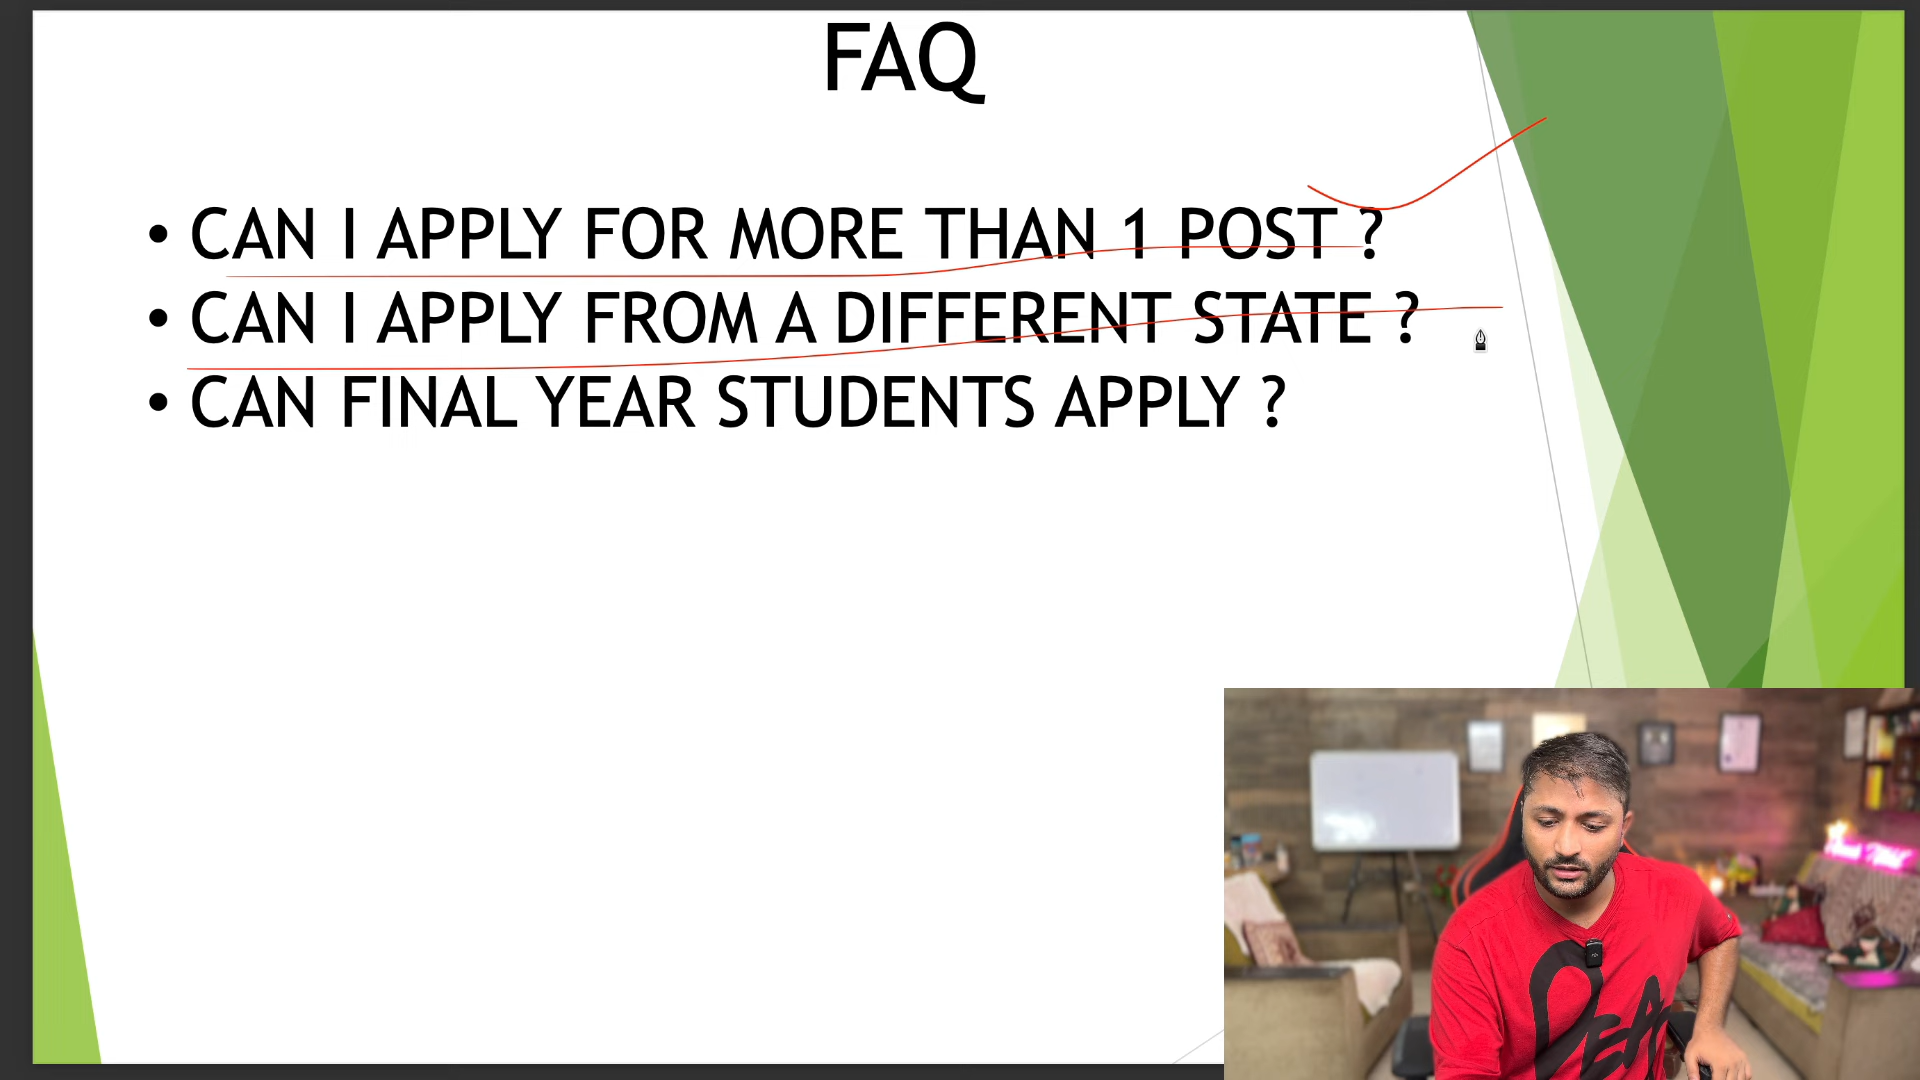 FAQ
• CAN I APPLY FOR MORE THAN 1 POST ?
• CAN I APPLY FROM A DIFFERENT STATE ?
• CAN FINAL YEAR STUDENTS APPLY ?